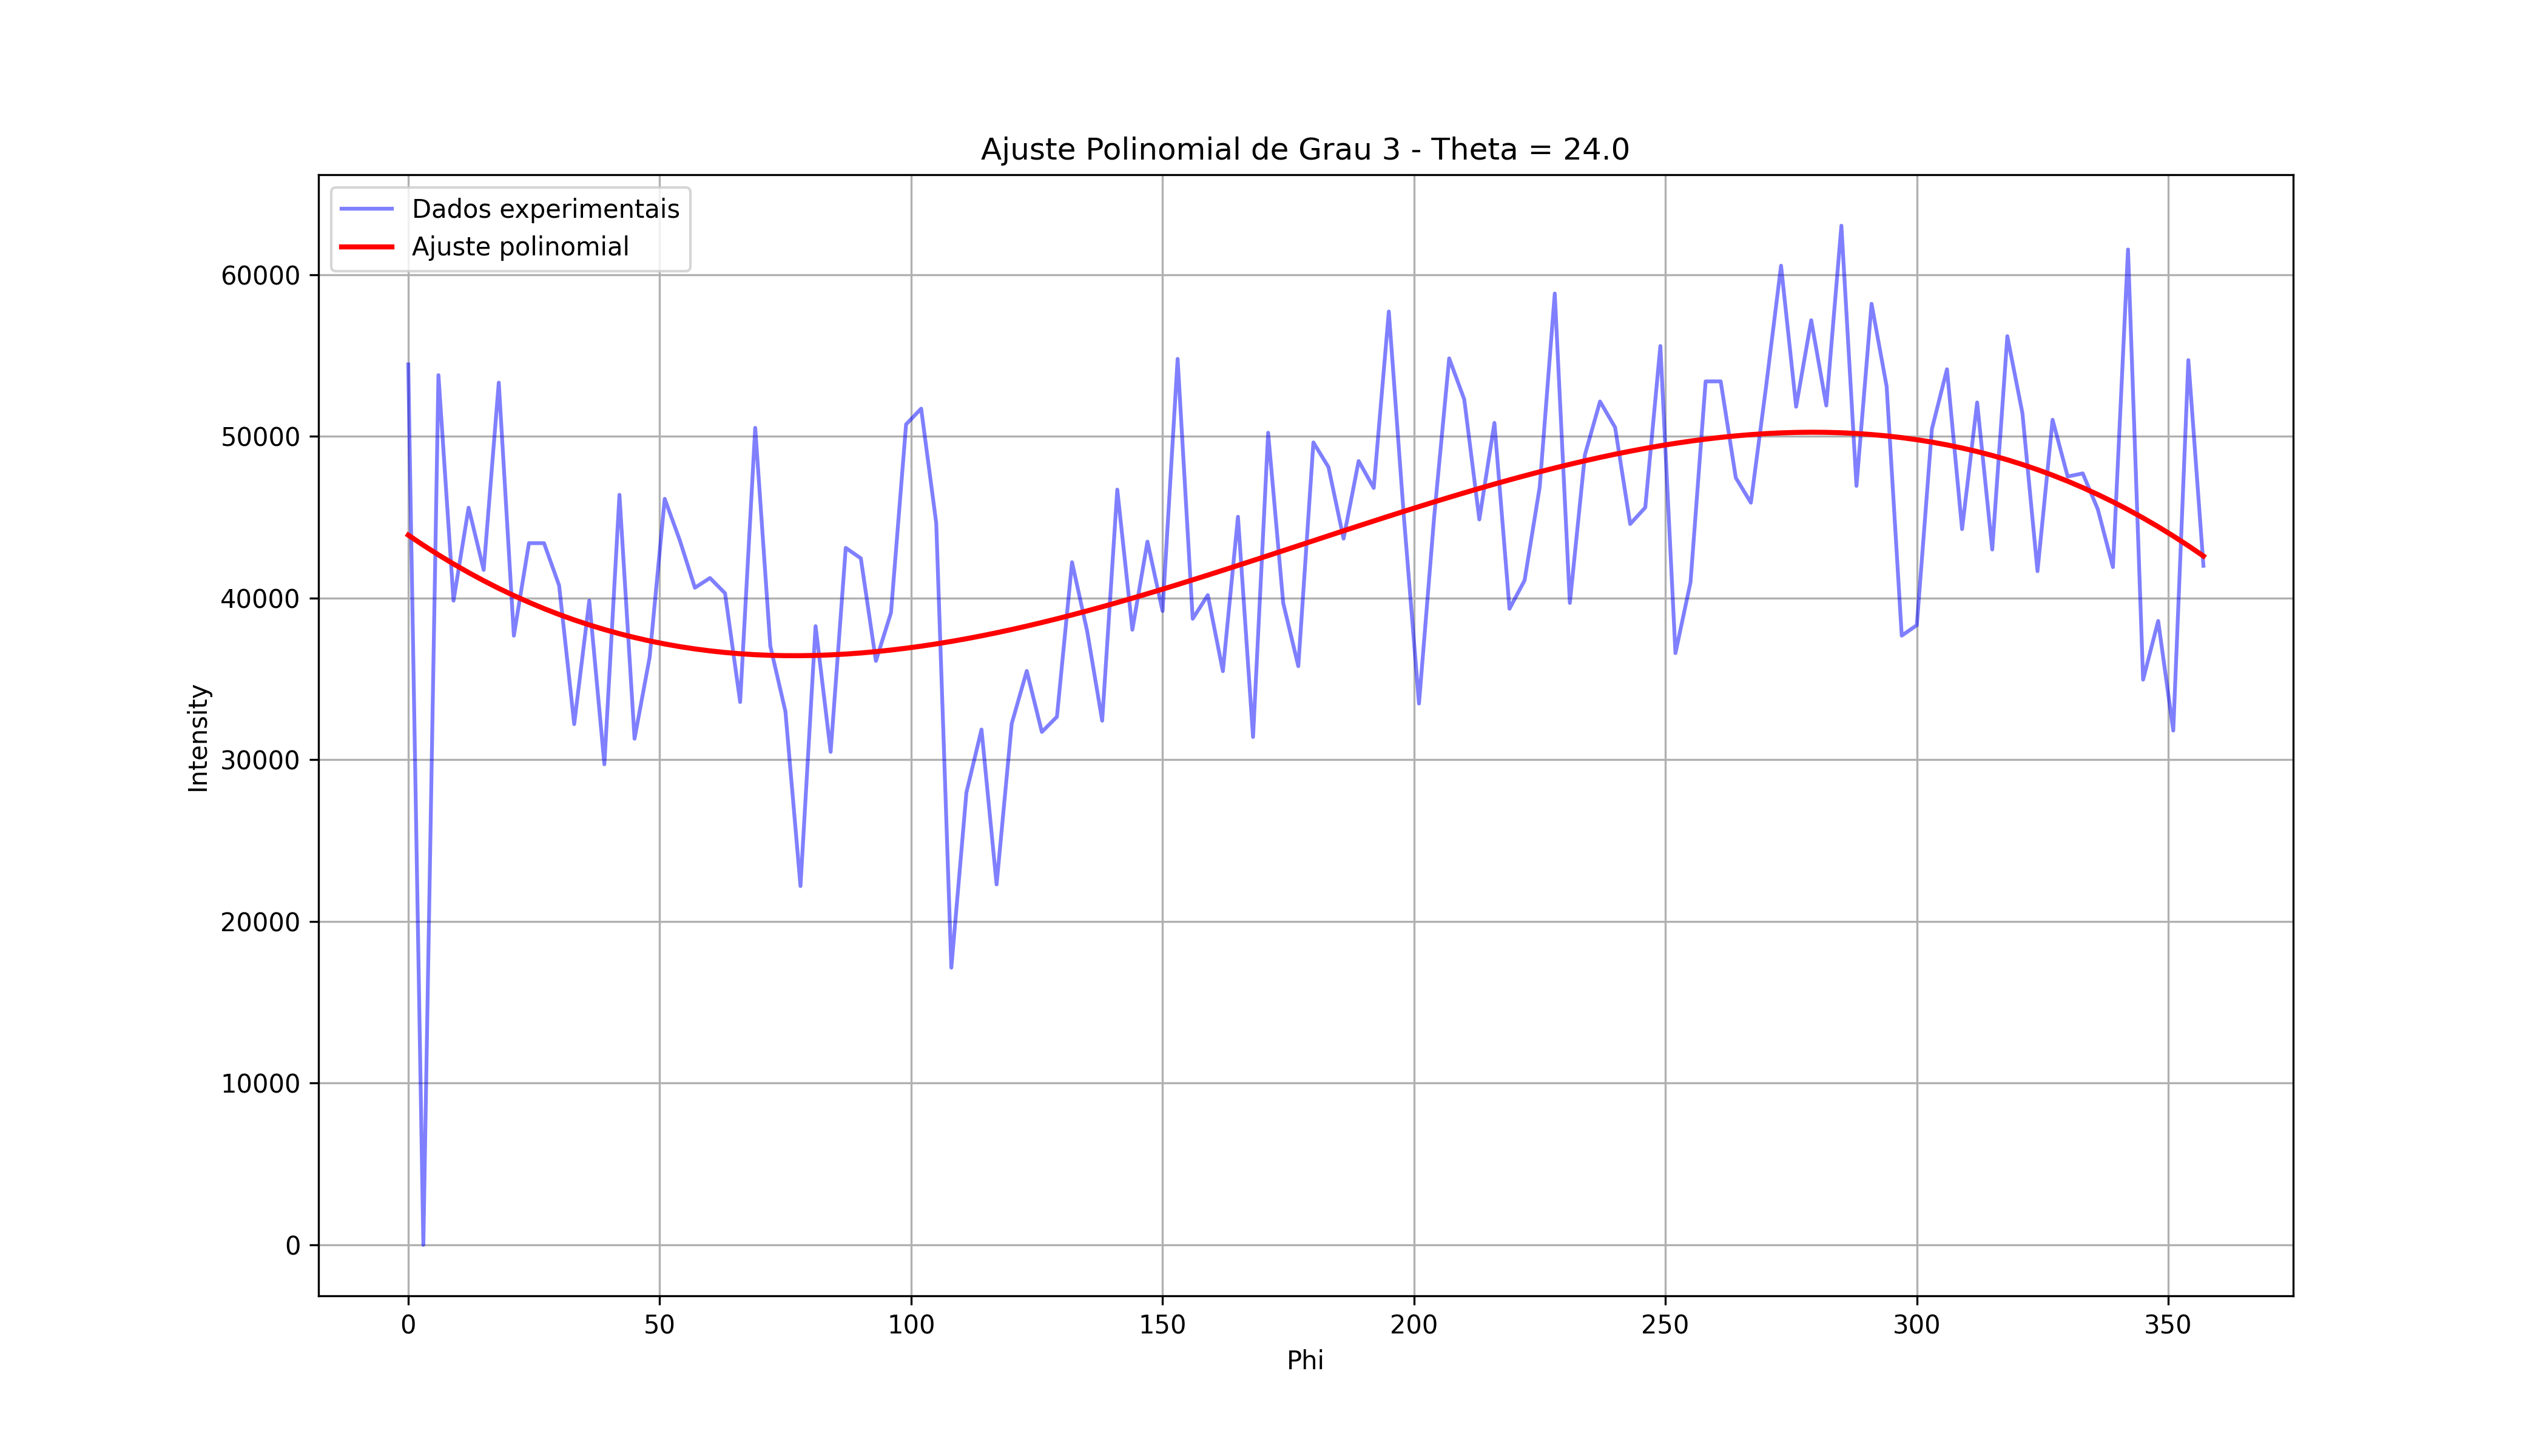 Ajuste Polinomial de Grau 3 - Theta = 24.0
Dados experimentais
Ajuste polinomial
60000
50000
40000
30000
20000
10000
0
Intensity
0 50 100 150 200 250 300 350
Phi